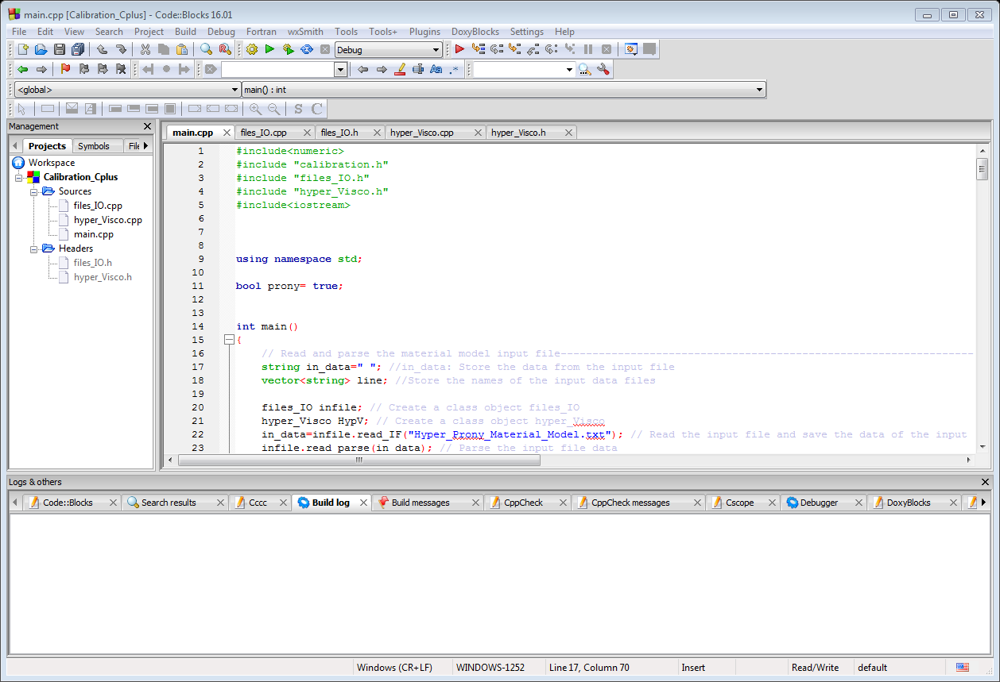 main.cpp [Calibration_Cplus] - Code::Blocks 16.01
File Edit View Search Project Build Debug Fortran wxSmith Tools Tools+ Plugins DoxyBlocks Settings Help
Debug
Aa .*
<global> main() : int
S C
Management
Projects Symbols File
Workspace
Calibration_Cplus
Sources
files_IO.cpp
hyper_Visco.cpp
main.cpp
Headers
files_IO.h
hyper_Visco.h
main.cpp files_IO.cpp files_IO.h hyper_Visco.cpp hyper_Visco.h
1 #include<numeric>
2 #include "calibration.h"
3 #include "files_IO.h"
4 #include "hyper_Visco.h"
5 #include<iostream>
6
7
8
9 using namespace std;
10
11 bool prony= true;
12
13
14 int main()
15 {
16 // Read and parse the material model input file-----------------------------------------------------------------
17 string in_data=" "; //in_data: Store the data from the input file
18 vector<string> line; //Store the names of the input data files
19
20 files_IO infile; // Create a class object files_IO
21 hyper_Visco HypV; // Create a class object hyper_Visco
22 in_data=infile.read_IF("Hyper_Prony_Material_Model.txt"); // Read the input file and save the data of the input
23 infile.read_parse(in_data); // Parse the input file data
Logs & others
Code::Blocks Search results Cccc Build log Build messages CppCheck CppCheck messages Cscope Debugger DoxyBlocks
Windows (CR+LF) WINDOWS-1252 Line 17, Column 70 Insert Read/Write default